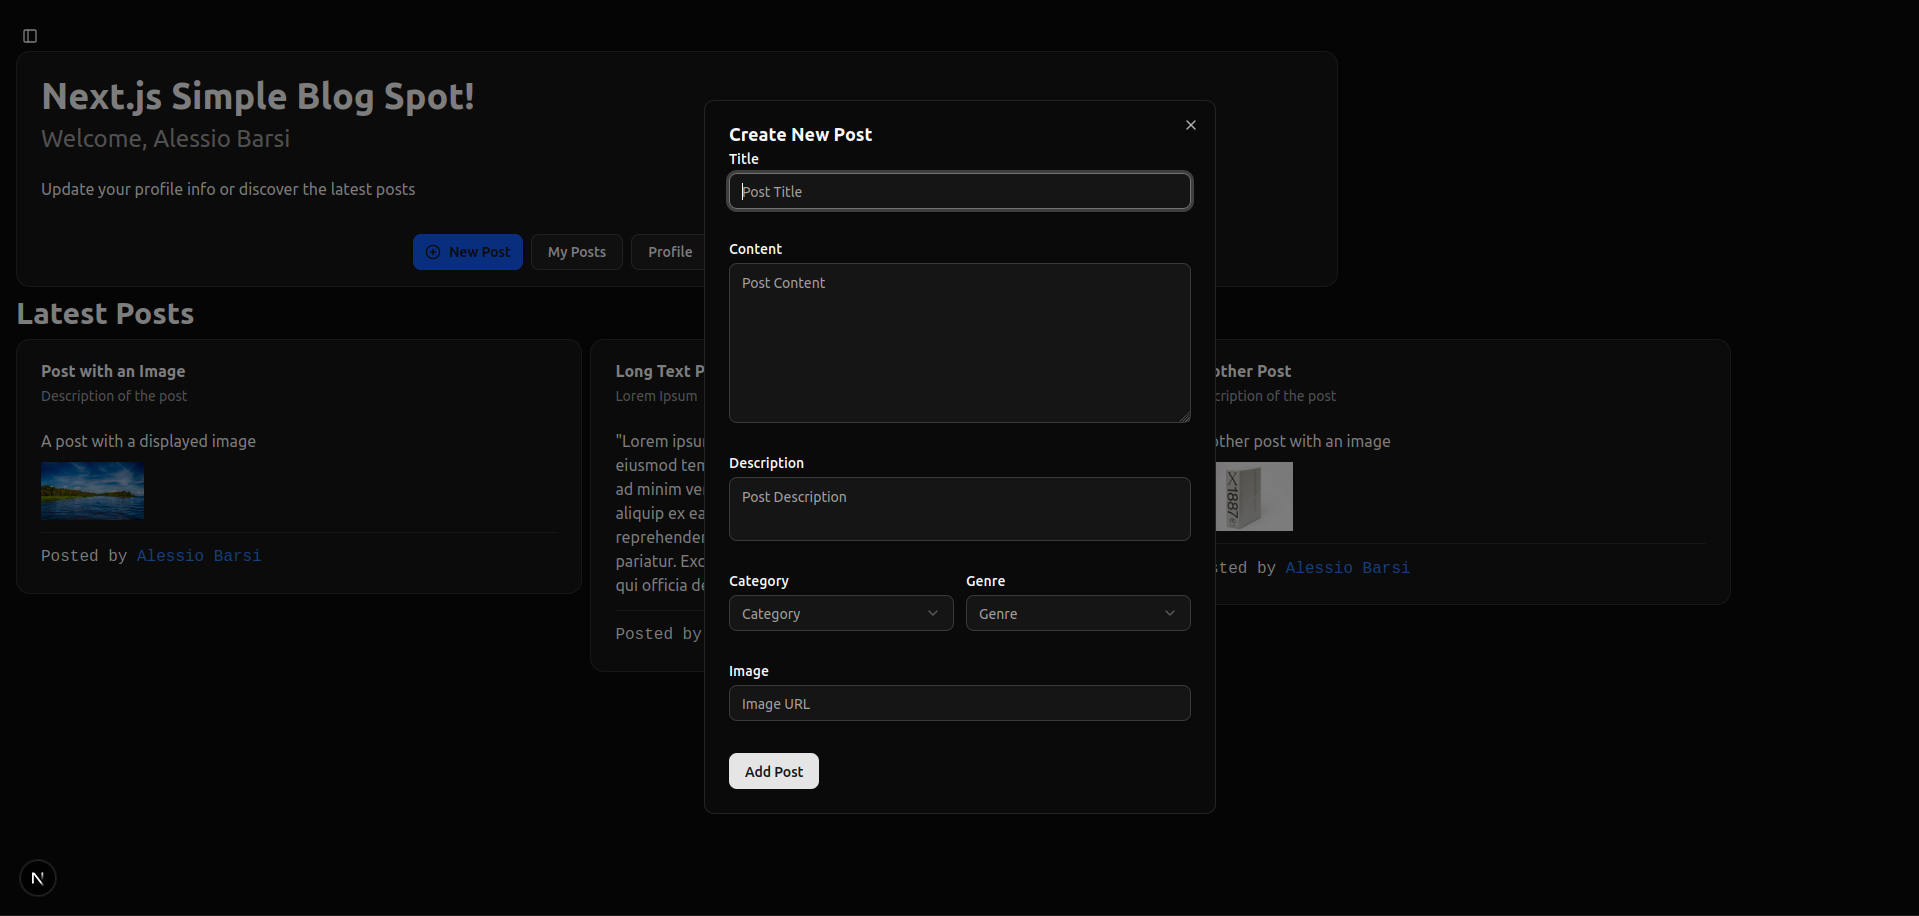 Next.js Simple Blog Spot!
Welcome, Alessio Barsi
Update your profile info or discover the latest posts
New Post
My Posts
Profile
Latest Posts
Post with an Image
Description of the post
A post with a displayed image
Posted by Alessio Barsi
Long Text P
Lorem Ipsum
"Lorem ipsu
eiusmod ten
ad minim ve
aliquip ex ea
reprehender
pariatur. Exc
qui officia de
Posted by
Create New Post
Title
Post Title
Content
Post Content
Description
Post Description
Category
Genre
Category
Genre
Image
Image URL
Add Post
other Post
cription of the post
other post with an image
X1887
sted by Alessio Barsi
N